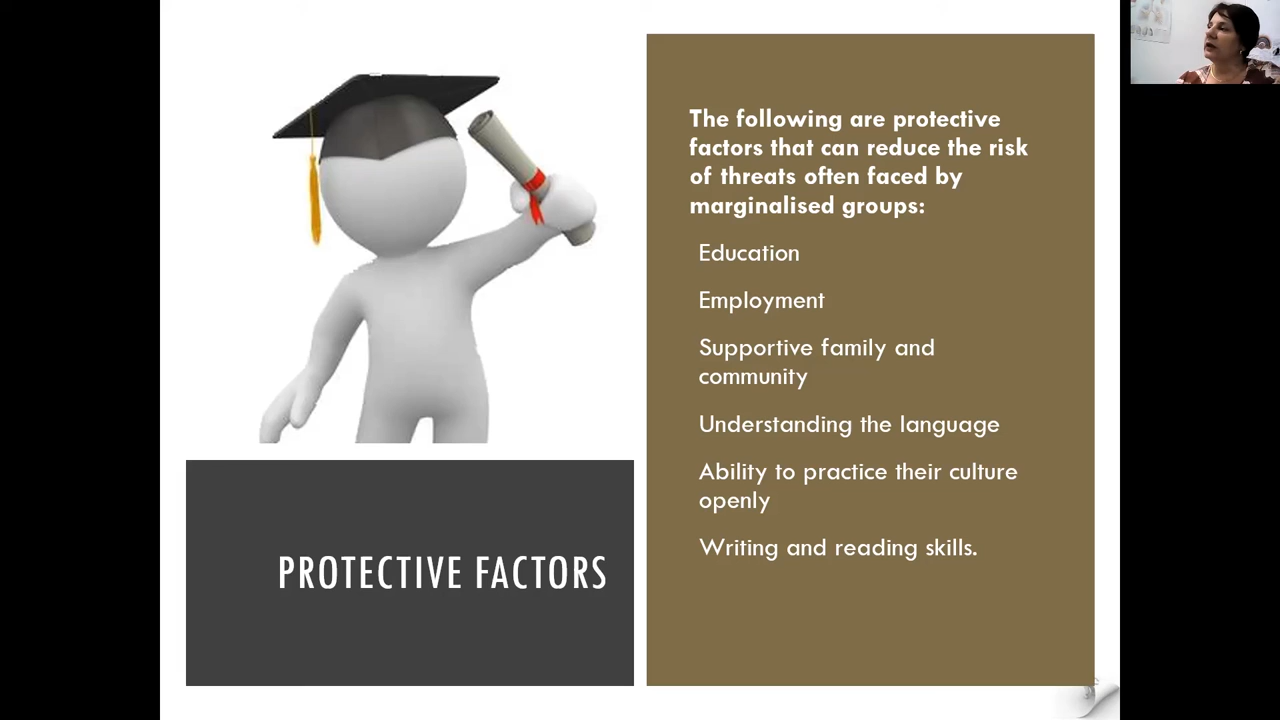 The following are protective
factors that can reduce the risk
of threats often faced by
marginalised groups:
Education
Employment
Supportive family and
community
Understanding the language
Ability to practice their culture
openly
Writing and reading skills.
PROTECTIVE FACTORS